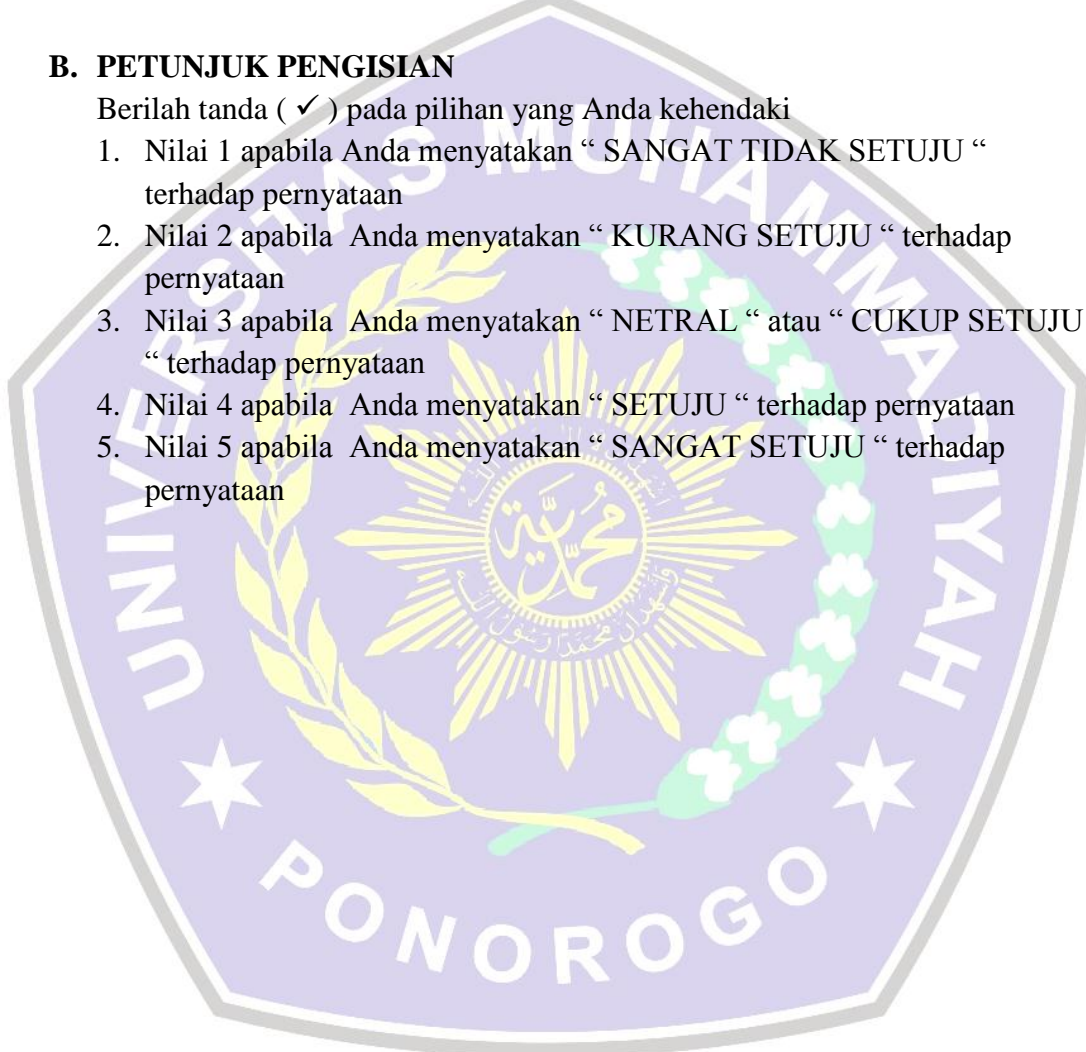 B. PETUNJUK PENGISIAN
Berilah tanda ( ✓ ) pada pilihan yang Anda kehendaki
1. Nilai 1 apabila Anda menyatakan “ SANGAT TIDAK SETUJU “
terhadap pernyataan
2. Nilai 2 apabila Anda menyatakan “ KURANG SETUJU “ terhadap
pernyataan
3. Nilai 3 apabila Anda menyatakan “ NETRAL “ atau “ CUKUP SETUJU
“ terhadap pernyataan
4. Nilai 4 apabila Anda menyatakan “ SETUJU “ terhadap pernyataan
5. Nilai 5 apabila Anda menyatakan “ SANGAT SETUJU “ terhadap
pernyataan
UNIVERSITAS MUHAMMADIYAH
محمدية
PONOROGO